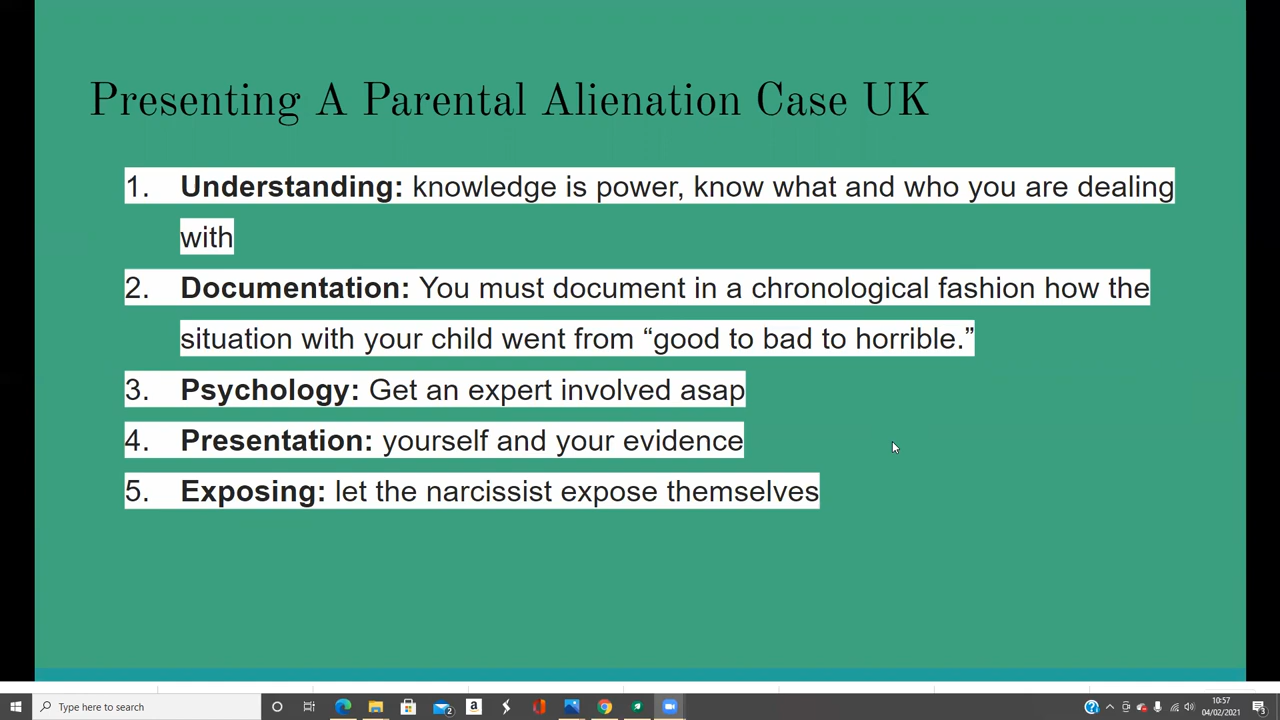 Presenting A Parental Alienation Case UK
1. Understanding: knowledge is power, know what and who you are dealing
with
2. Documentation: You must document in a chronological fashion how the
situation with your child went from “good to bad to horrible.”
3. Psychology: Get an expert involved asap
4. Presentation: yourself and your evidence
5. Exposing: let the narcissist expose themselves
Type here to search
2
a
10:57
04/02/2021
3